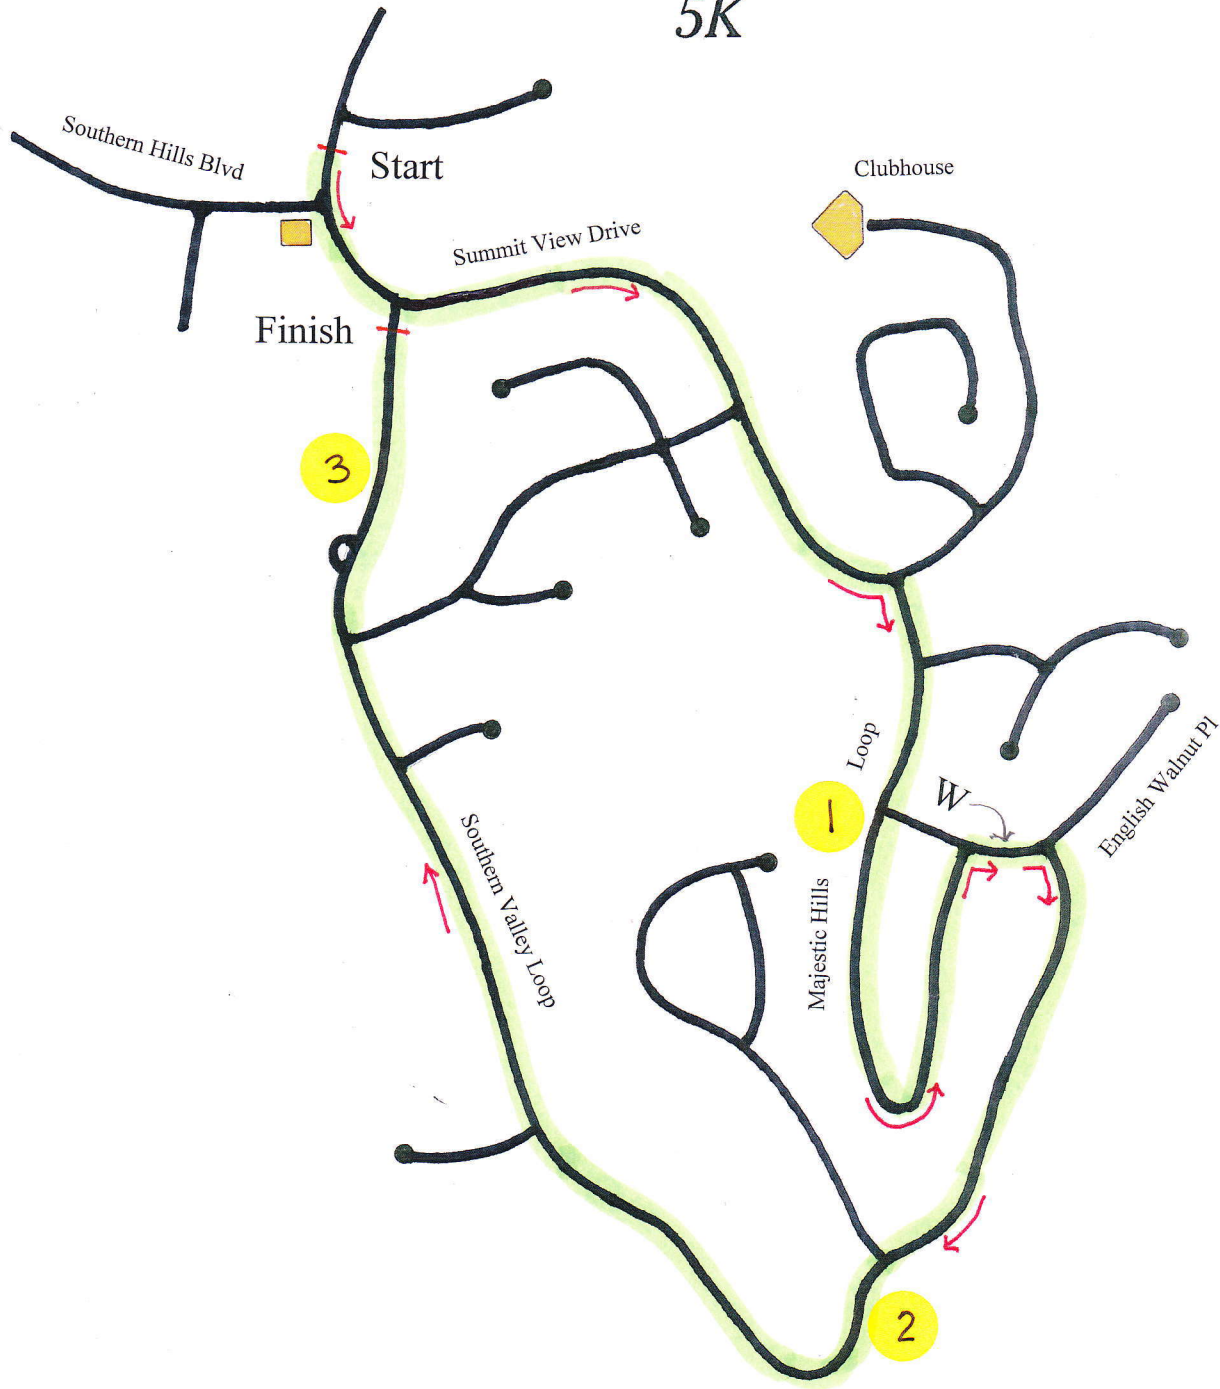 5K
Southern Hills Blvd
Start
Clubhouse
Summit View Drive
Finish
3
Loop
W
English Walnut Pl
1
Majestic Hills
Southern Valley Loop
2